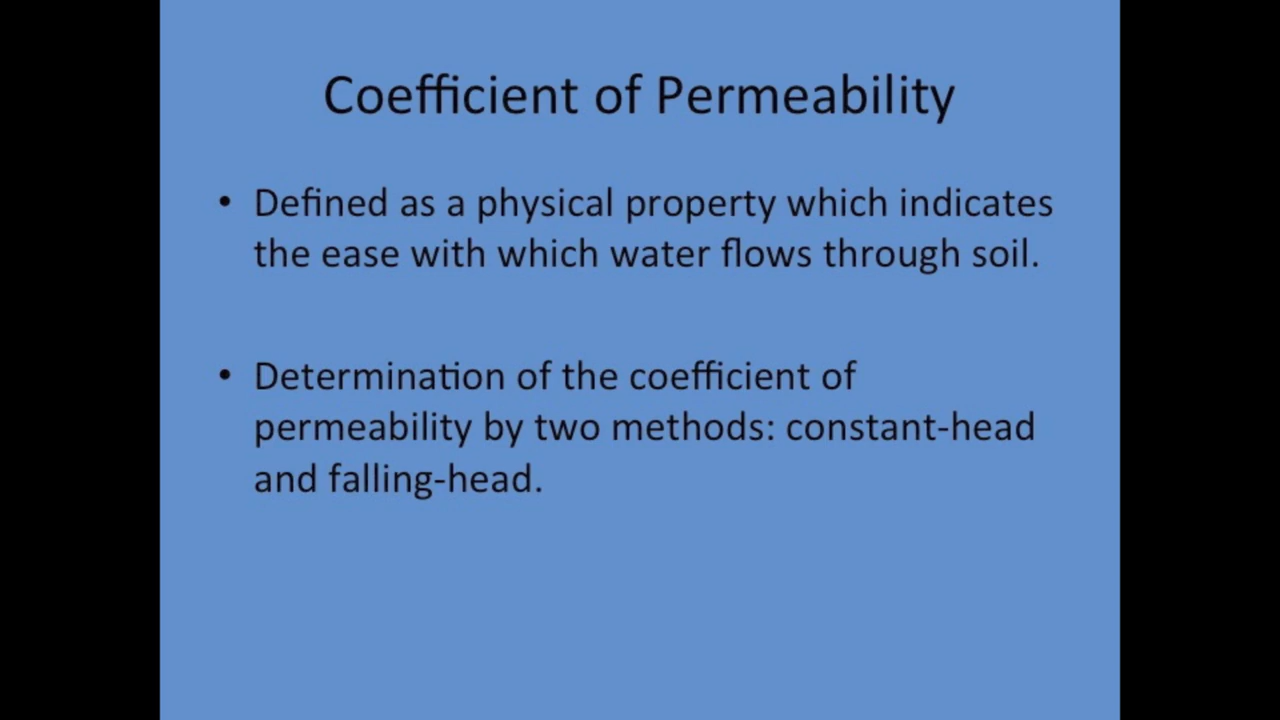 Coefficient of Permeability
• Defined as a physical property which indicates
the ease with which water flows through soil.
• Determination of the coefficient of
permeability by two methods: constant-head
and falling-head.